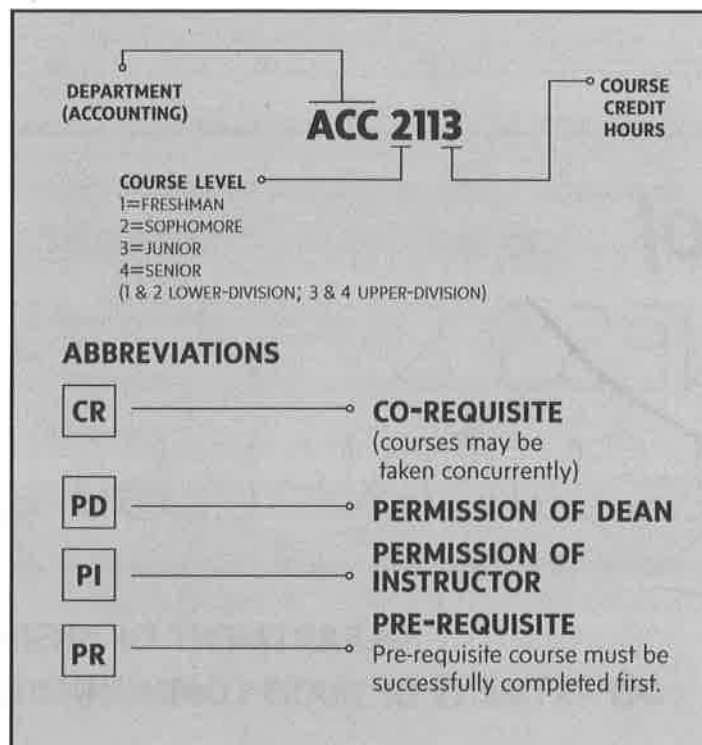 DEPARTMENT
(ACCOUNTING)
ACC 2113
COURSE
CREDIT
HOURS
COURSE LEVEL
1=FRESHMAN
2=SOPHOMORE
3=JUNIOR
4=SENIOR
(1 & 2 LOWER-DIVISION; 3 & 4 UPPER-DIVISION)
ABBREVIATIONS
CR
CO-REQUISITE
(courses may be
taken concurrently)
PD
PERMISSION OF DEAN
PI
PERMISSION OF
INSTRUCTOR
PR
PRE-REQUISITE
Pre-requisite course must be
successfully completed first.